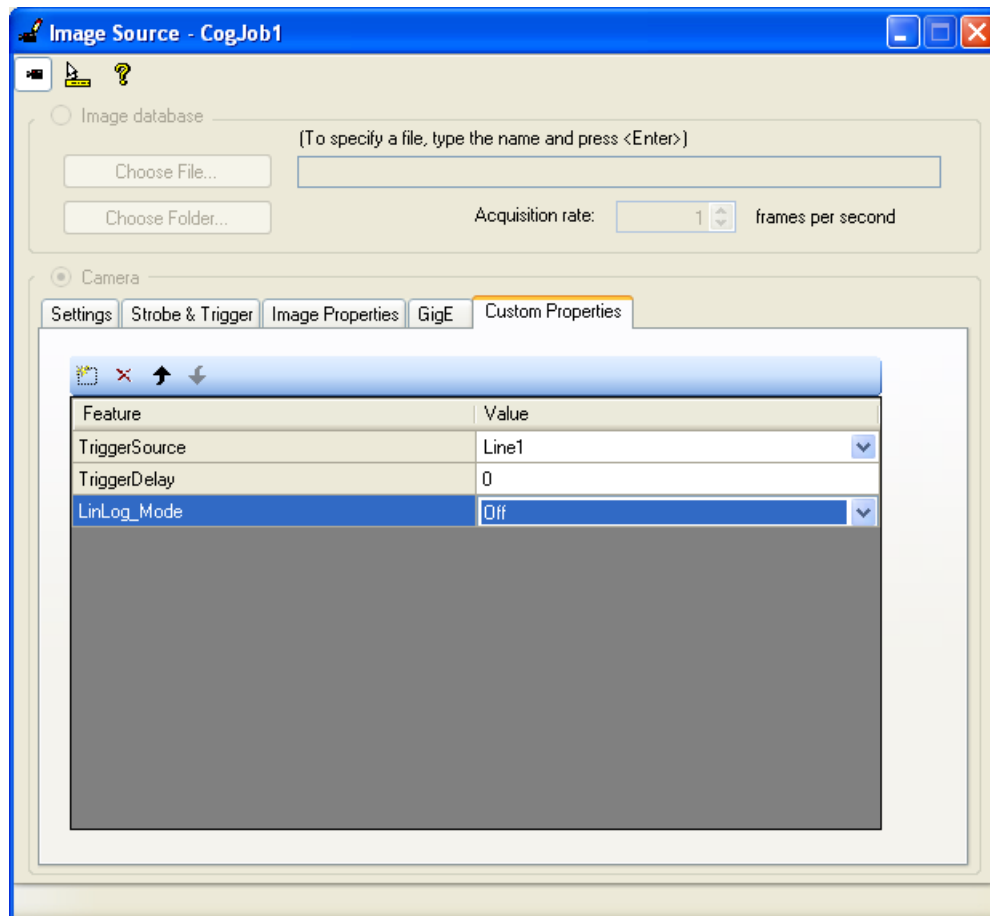 Image Source - CogJob1
Image database
(To specify a file, type the name and press <Enter>)
Choose File...
Choose Folder...
Acquisition rate: 1 frames per second
Camera
Settings Strobe & Trigger Image Properties GigE Custom Properties
Feature Value
TriggerSource Line1
TriggerDelay 0
LinLog_Mode Off